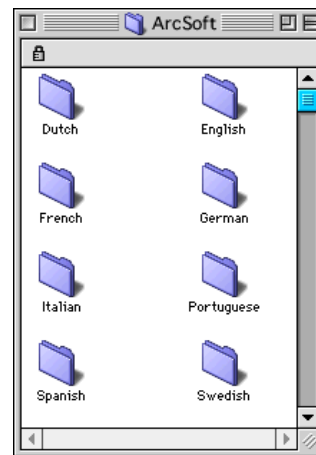 ArcSoft
Dutch English
French German
Italian Portuguese
Spanish Swedish